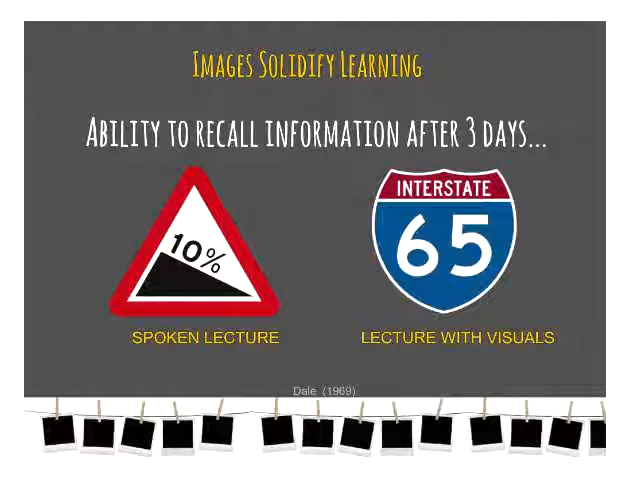 Images Solidify Learning
Ability to recall information after 3 days...
10%
INTERSTATE
65
SPOKEN LECTURE
LECTURE WITH VISUALS
Dale (1969)